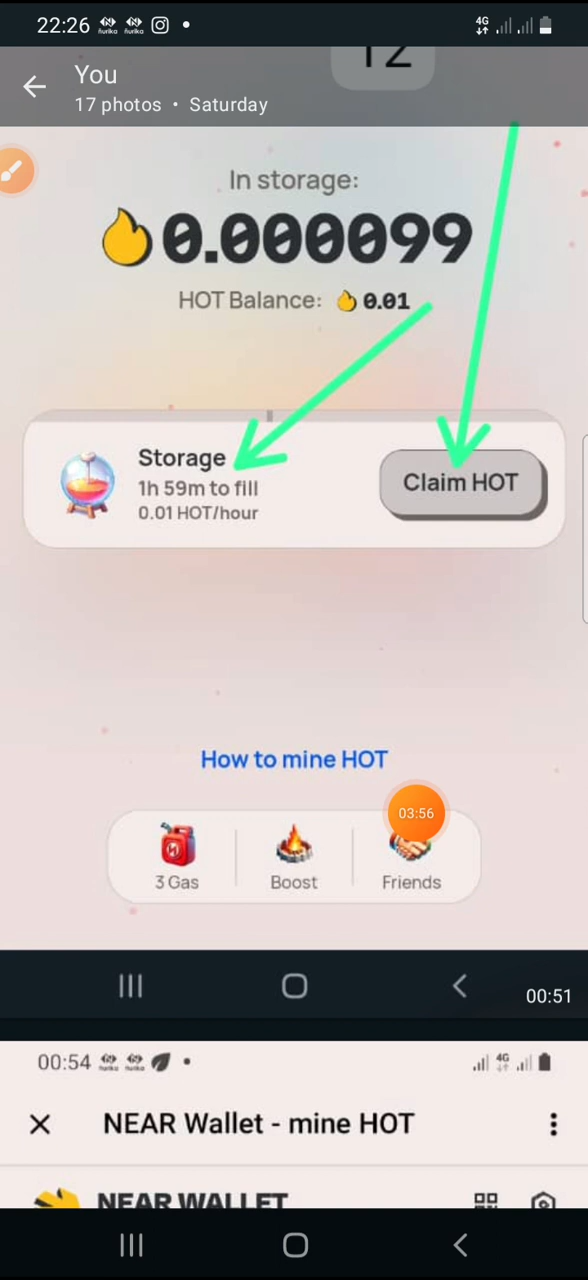 22:26
4G
12
You
17 photos • Saturday
In storage:
0.000099
HOT Balance: 0.01
Storage
1h 59m to fill
0.01 HOT/hour
Claim HOT
How to mine HOT
03:56
3 Gas
Boost
Friends
00:51
00:54
4G
NEAR Wallet - mine HOT
NEAR WALLET